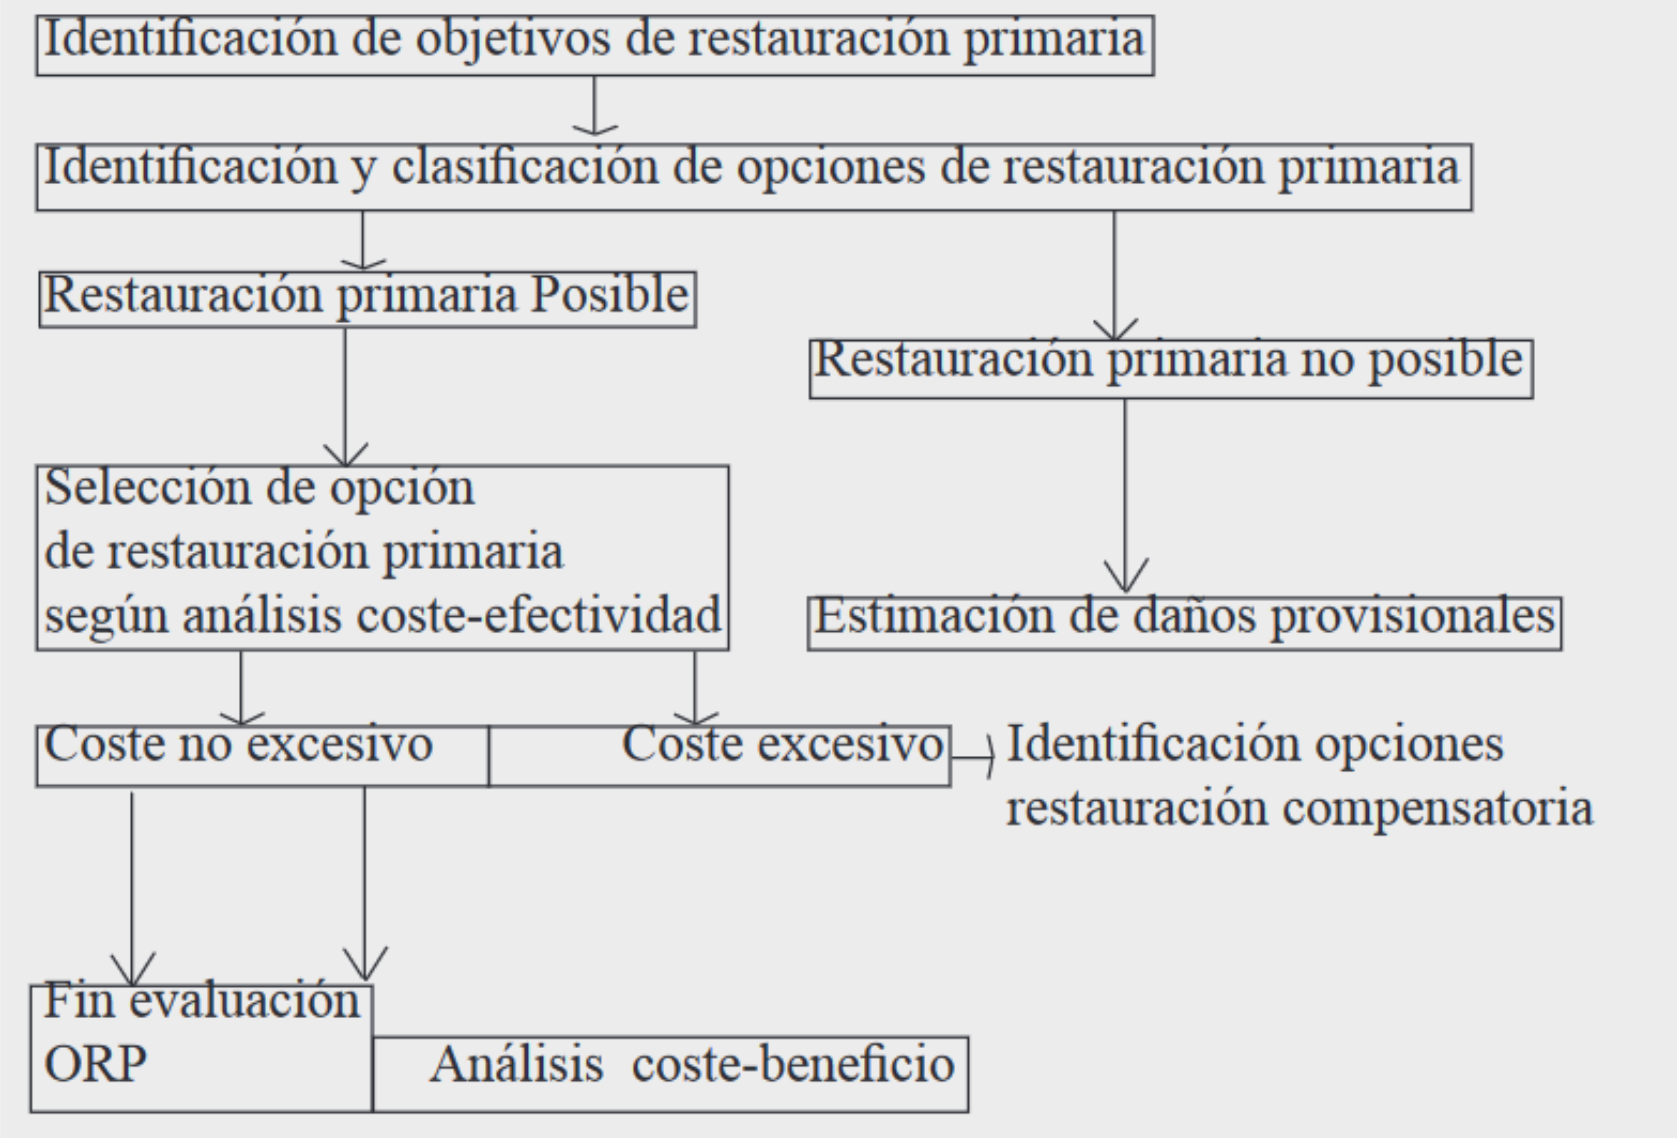 Identificación de objetivos de restauración primaria
Identificación y clasificación de opciones de restauración primaria
Restauración primaria Posible
Restauración primaria no posible
Selección de opción
de restauración primaria
según análisis coste-efectividad
Estimación de daños provisionales
Coste no excesivo
Coste excesivo
Identificación opciones
restauración compensatoria
Fin evaluación
ORP
Análisis coste-beneficio